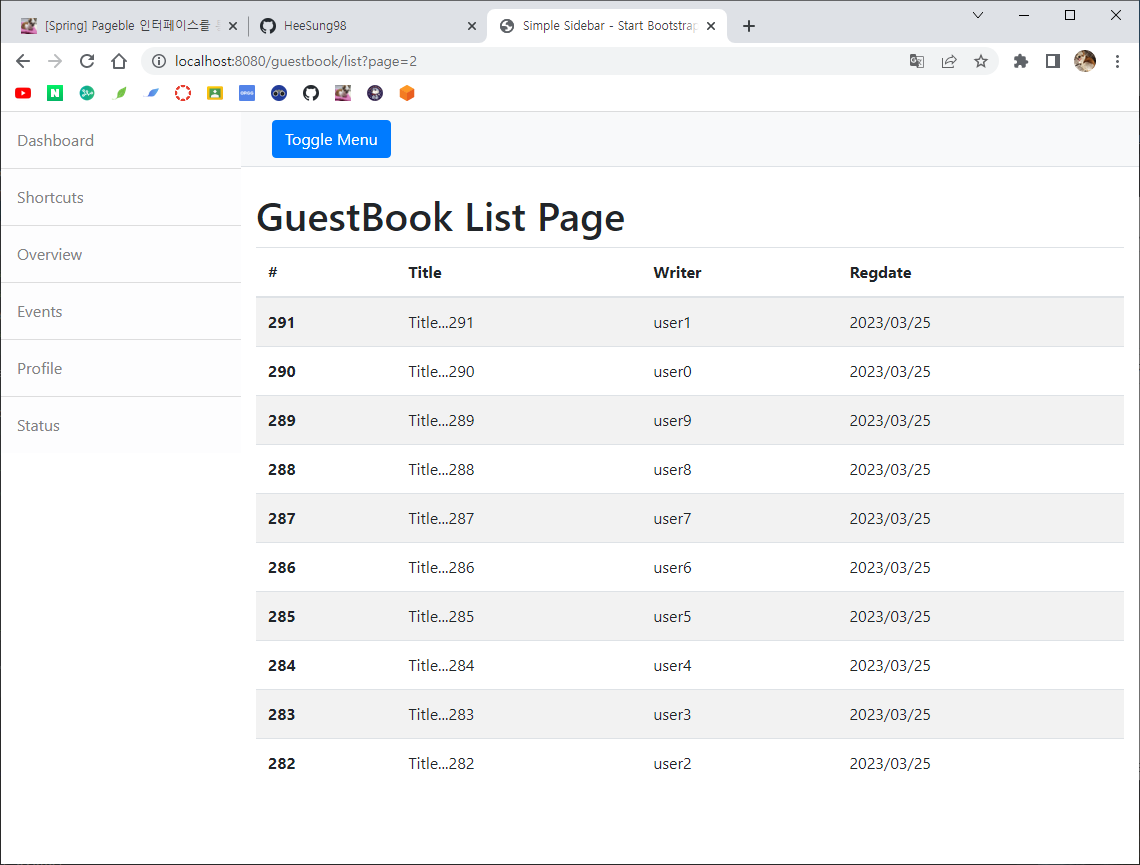 [Spring] Pageble 인터페이스를
HeeSung98
Simple Sidebar - Start Bootstrap
localhost:8080/guestbook/list?page=2
Dashboard
Shortcuts
Overview
Events
Profile
Status
Toggle Menu
GuestBook List Page
# Title Writer Regdate
291 Title...291 user1 2023/03/25
290 Title...290 user0 2023/03/25
289 Title...289 user9 2023/03/25
288 Title...288 user8 2023/03/25
287 Title...287 user7 2023/03/25
286 Title...286 user6 2023/03/25
285 Title...285 user5 2023/03/25
284 Title...284 user4 2023/03/25
283 Title...283 user3 2023/03/25
282 Title...282 user2 2023/03/25